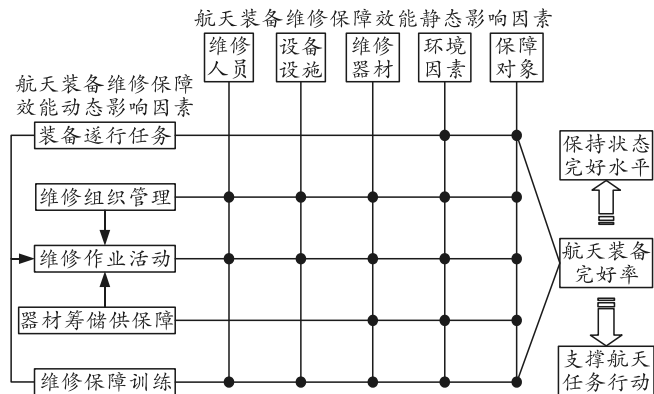 航天装备维修保障效能静态影响因素
维修
人员
设备
设施
维修
器材
环境
因素
保障
对象
航天装备维修保障
效能动态影响因素
装备遂行任务
维修组织管理
维修作业活动
器材筹储供保障
维修保障训练
保持状态
完好水平
航天装备
完好率
支撑航天
任务行动